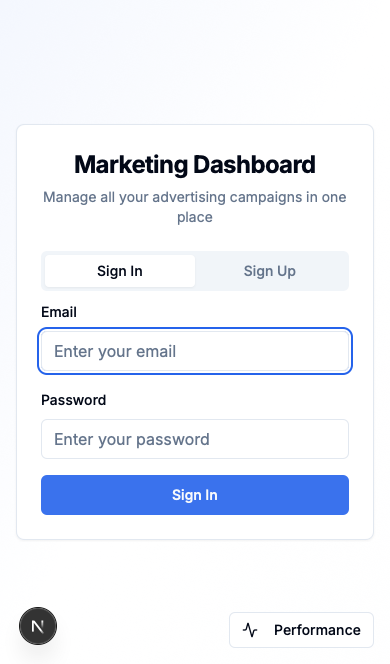 Marketing Dashboard
Manage all your advertising campaigns in one
place
Sign In
Sign Up
Email
Enter your email
Password
Enter your password
Sign In
N
Performance